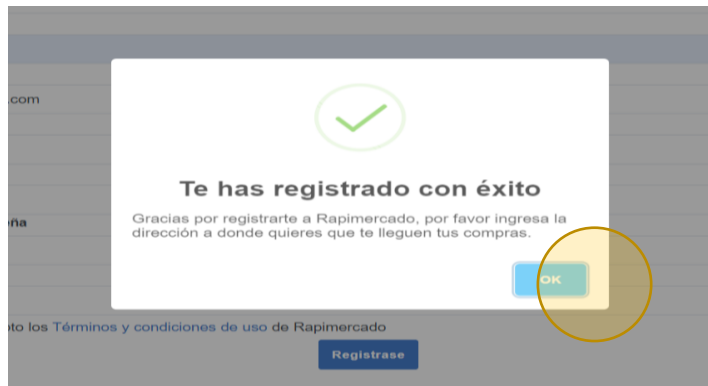 .com
Te has registrado con éxito
Gracias por registrarte a Rapimercado, por favor ingresa la
dirección a donde quieres que te lleguen tus compras.
ña
OK
to los Términos y condiciones de uso de Rapimercado
Registrase